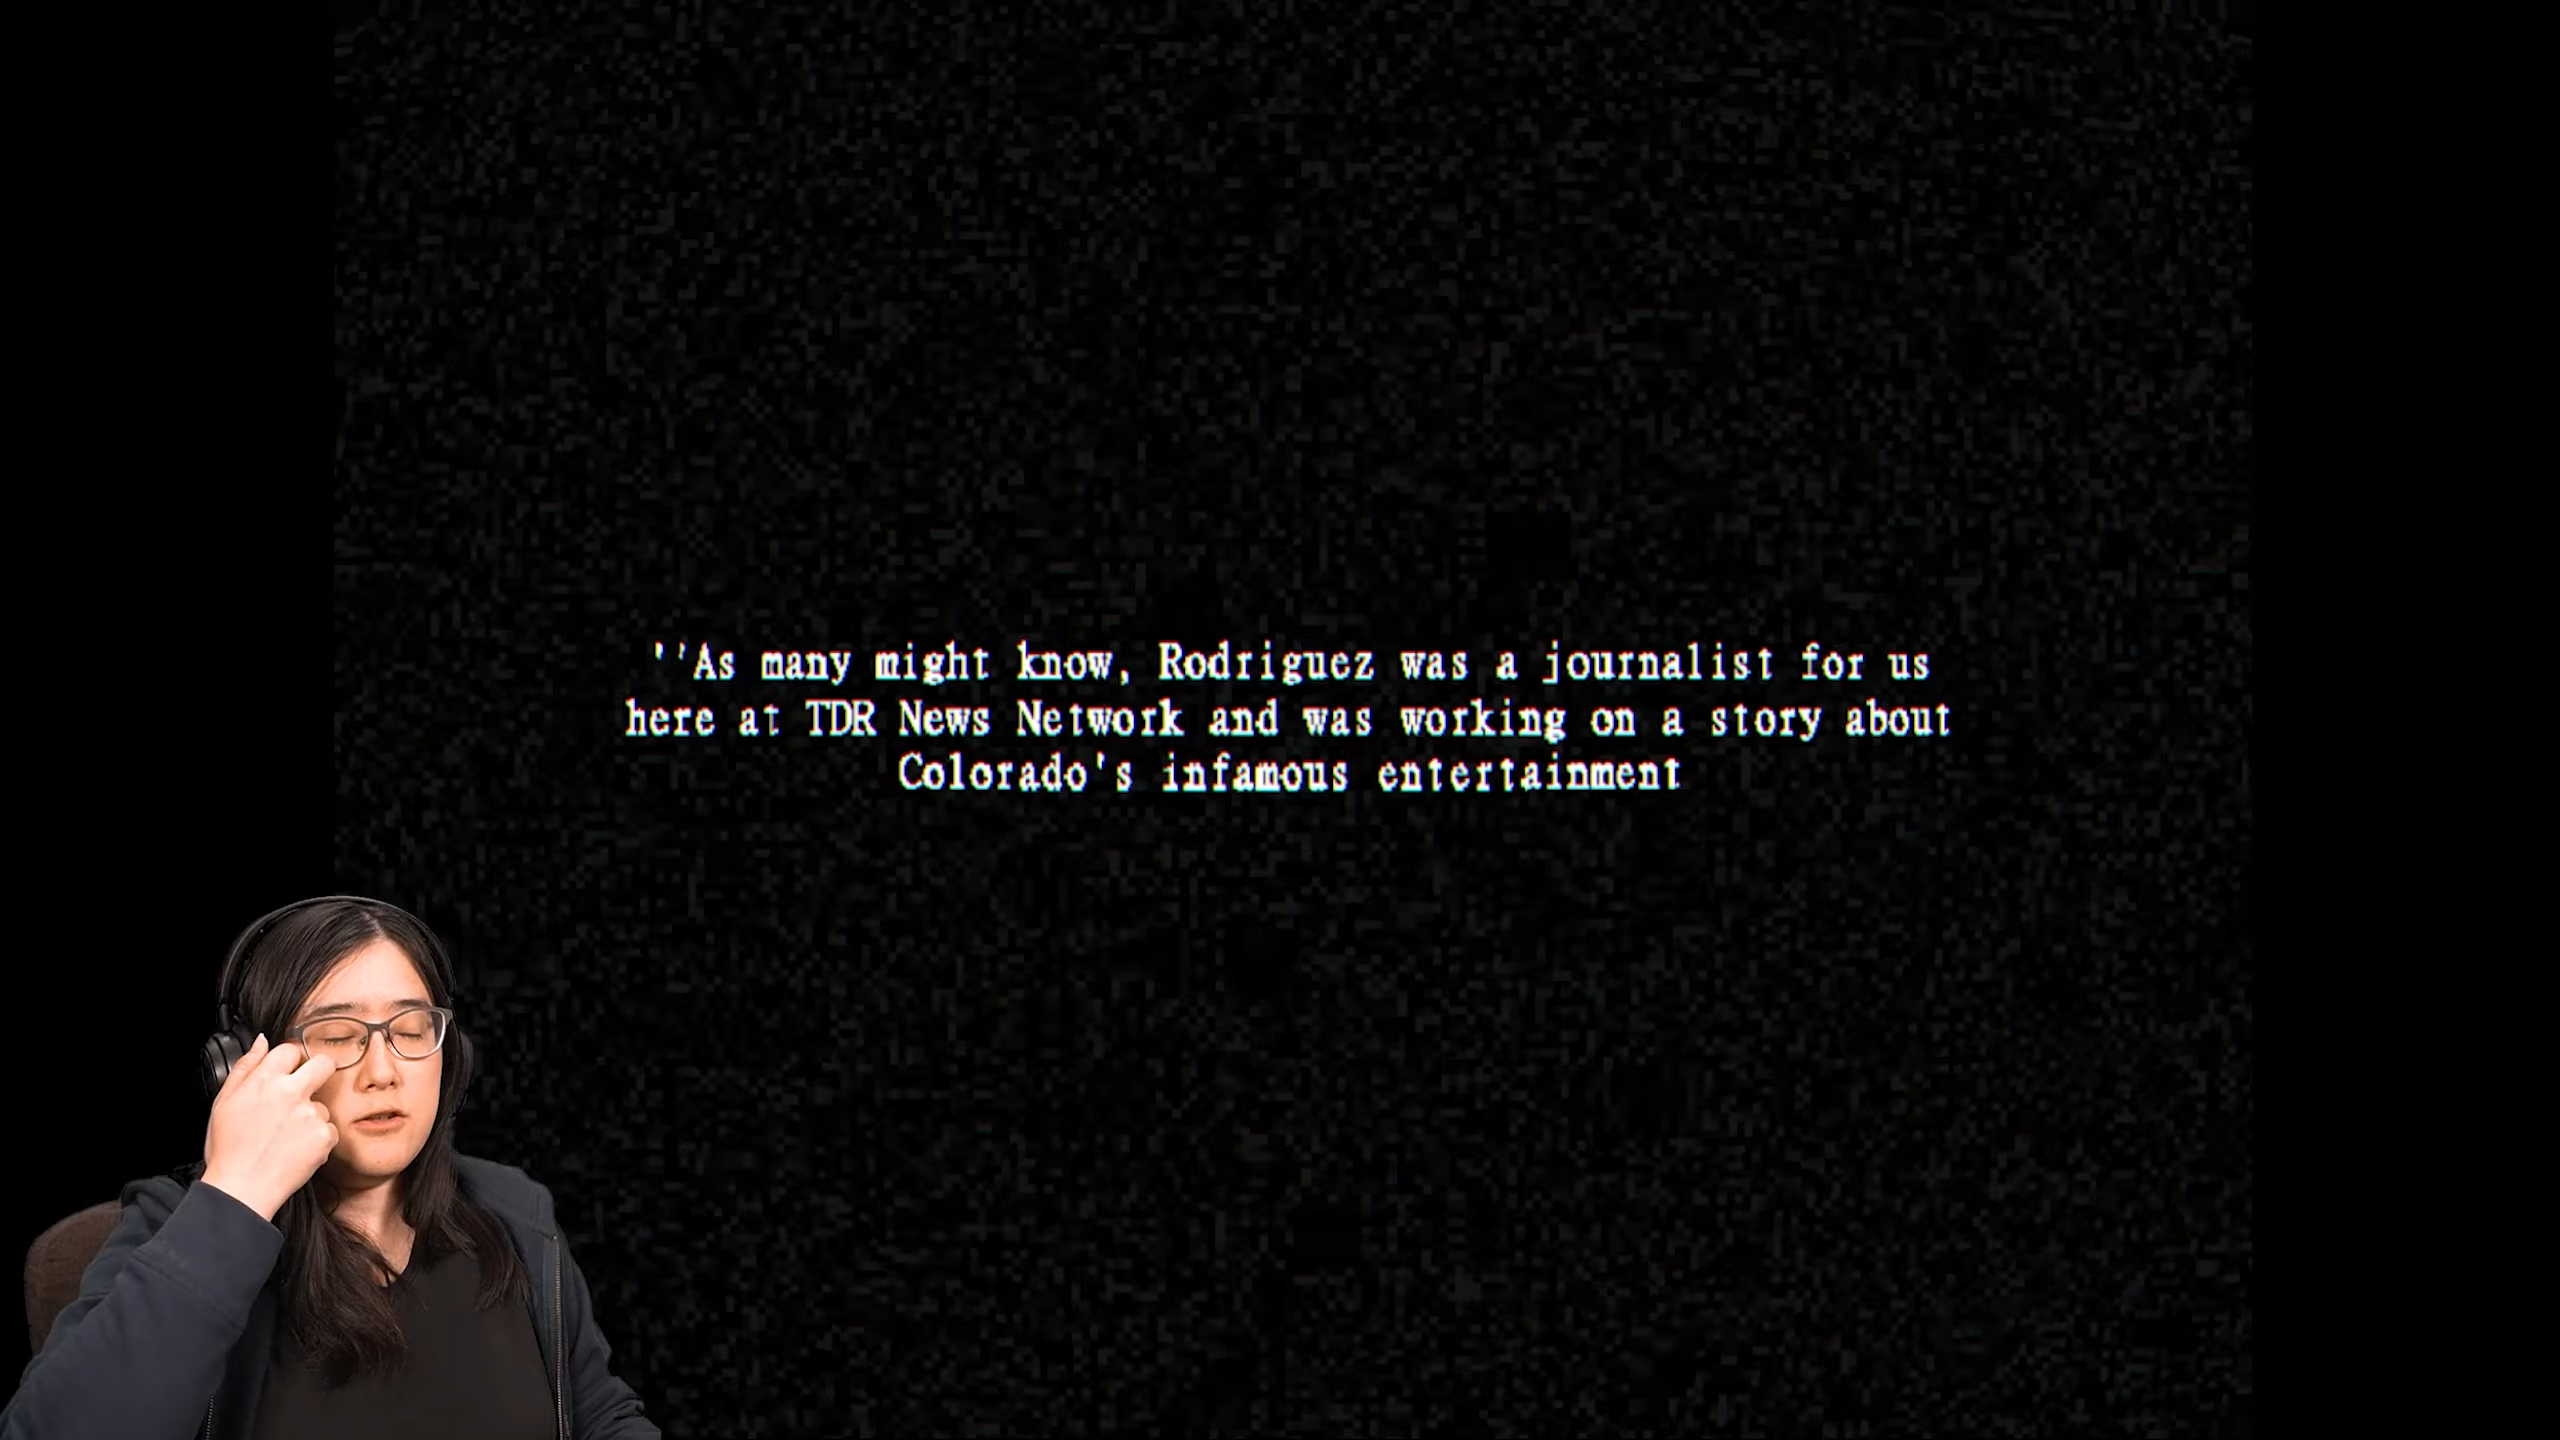 ''As many might know, Rodriguez was a journalist for us
here at TDR News Network and was working on a story about
Colorado's infamous entertainment